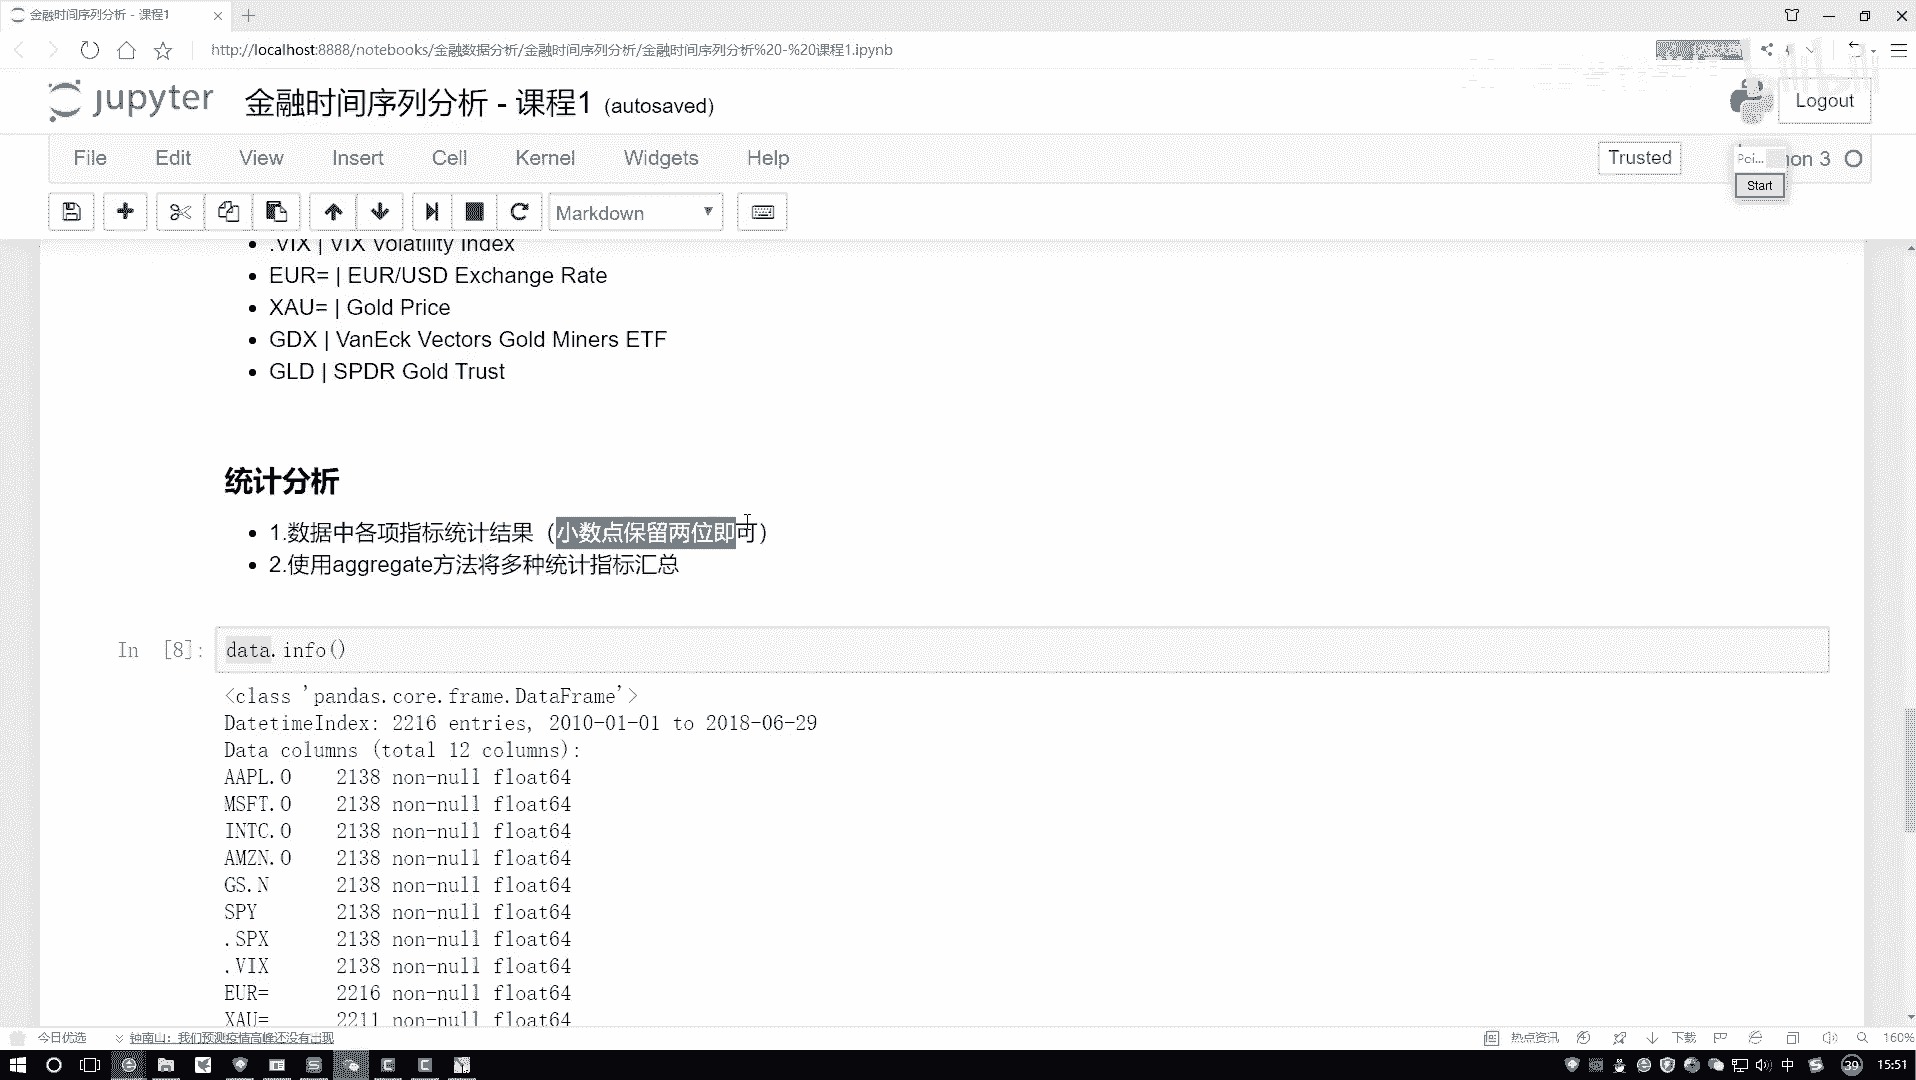 金融时间序列分析 - 课程1
http://localhost:8888/notebooks/金融数据分析/金融时间序列分析/金融时间序列分析%20-%20课程1.ipynb
bilibili
jupyter 金融时间序列分析 - 课程1 (autosaved)
Logout
File Edit View Insert Cell Kernel Widgets Help
Trusted
Poi...
hon 3
Start
Markdown
.VIX | VIX Volatility Index
EUR= | EUR/USD Exchange Rate
XAU= | Gold Price
GDX | VanEck Vectors Gold Miners ETF
GLD | SPDR Gold Trust
统计分析
1.数据中各项指标统计结果（小数点保留两位即可）
2.使用aggregate方法将多种统计指标汇总
In [8]: data.info()
<class 'pandas.core.frame.DataFrame'>
DatetimeIndex: 2216 entries, 2010-01-01 to 2018-06-29
Data columns (total 12 columns):
AAPL.O 2138 non-null float64
MSFT.O 2138 non-null float64
INTC.O 2138 non-null float64
AMZN.O 2138 non-null float64
GS.N 2138 non-null float64
SPY 2138 non-null float64
.SPX 2138 non-null float64
.VIX 2138 non-null float64
EUR= 2216 non-null float64
XAU= 2211 non-null float64
今日优选 钟南山：我们预测疫情高峰还没有出现
热点资讯 下载 160%
中 39 15:51